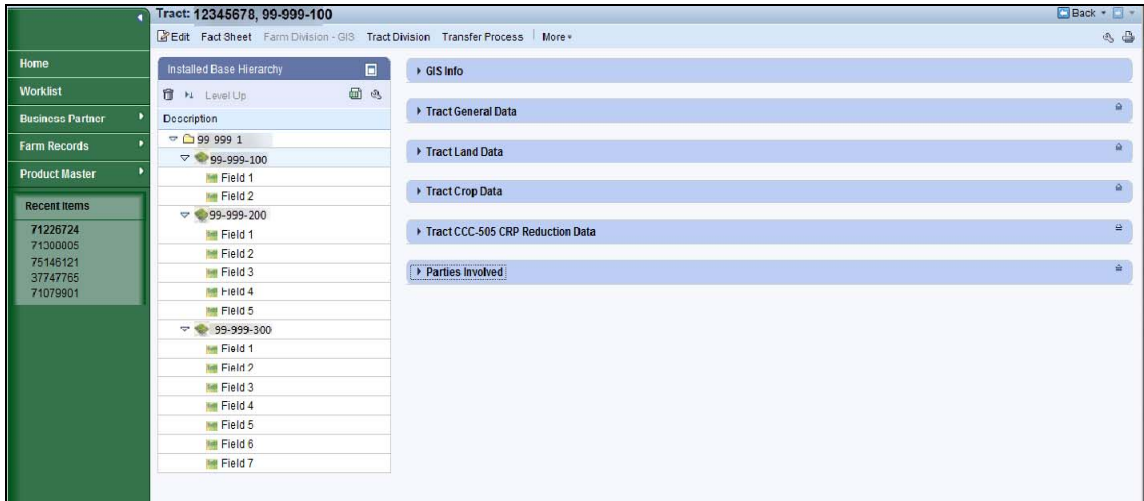 Tract: 12345678, 99-999-100
Back
Edit Fact Sheet Farm Division - GIS Tract Division Transfer Process More
Home
Worklist
Business Partner
Farm Records
Product Master
Recent Items
71226724
71300005
75146121
37747765
71079901
Installed Base Hierarchy
Level Up
Description
99 999 1
99-999-100
Field 1
Field 2
99-999-200
Field 1
Field 2
Field 3
Field 4
Field 5
99-999-300
Field 1
Field 2
Field 3
Field 4
Field 5
Field 6
Field 7
GIS Info
Tract General Data
Tract Land Data
Tract Crop Data
Tract CCC-505 CRP Reduction Data
Parties Involved